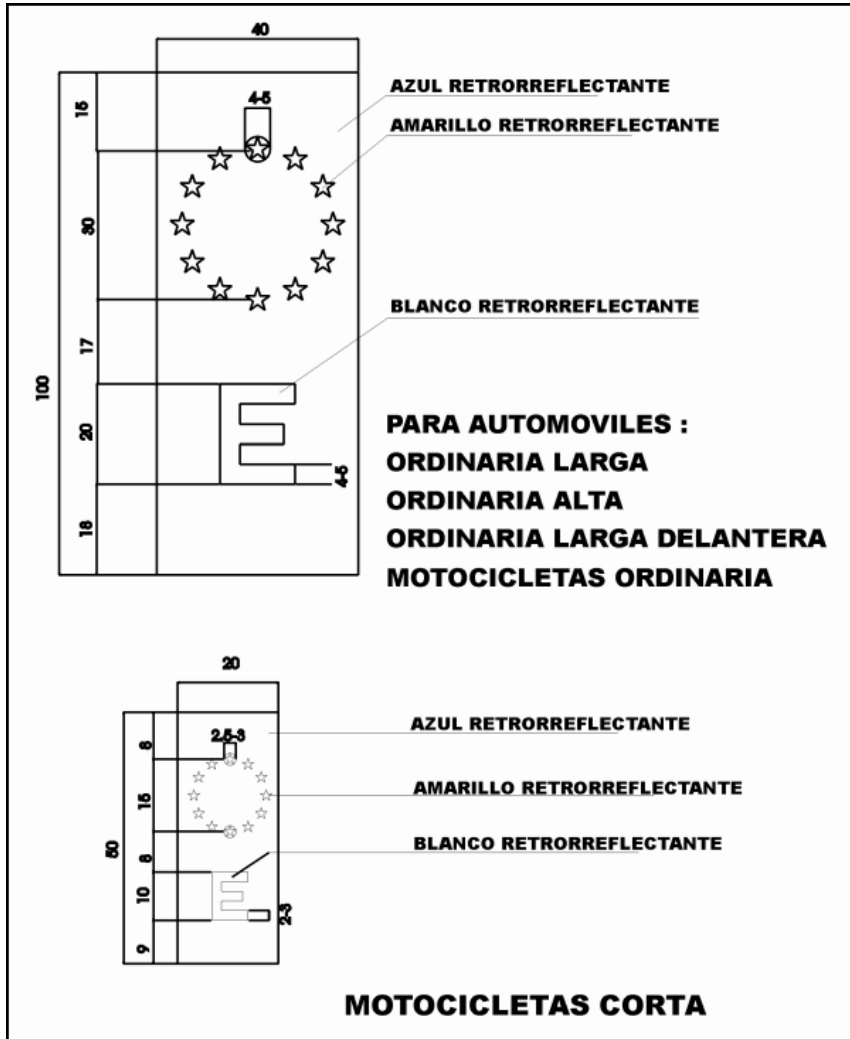 40
15
4-5
AZUL RETRORREFLECTANTE
AMARILLO RETRORREFLECTANTE
30
BLANCO RETRORREFLECTANTE
17
100
20
E
4-5
18
PARA AUTOMOVILES :
ORDINARIA LARGA
ORDINARIA ALTA
ORDINARIA LARGA DELANTERA
MOTOCICLETAS ORDINARIA
20
8
2.5-3
AZUL RETRORREFLECTANTE
15
AMARILLO RETRORREFLECTANTE
50
8
BLANCO RETRORREFLECTANTE
10
E
2-3
9
MOTOCICLETAS CORTA